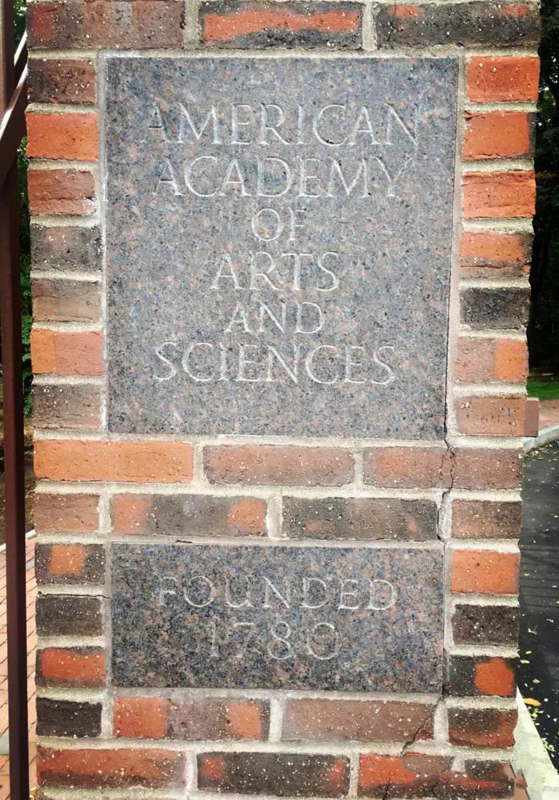 AMERICAN
ACADEMY
OF
ARTS
AND
SCIENCES
FOUNDED
1780